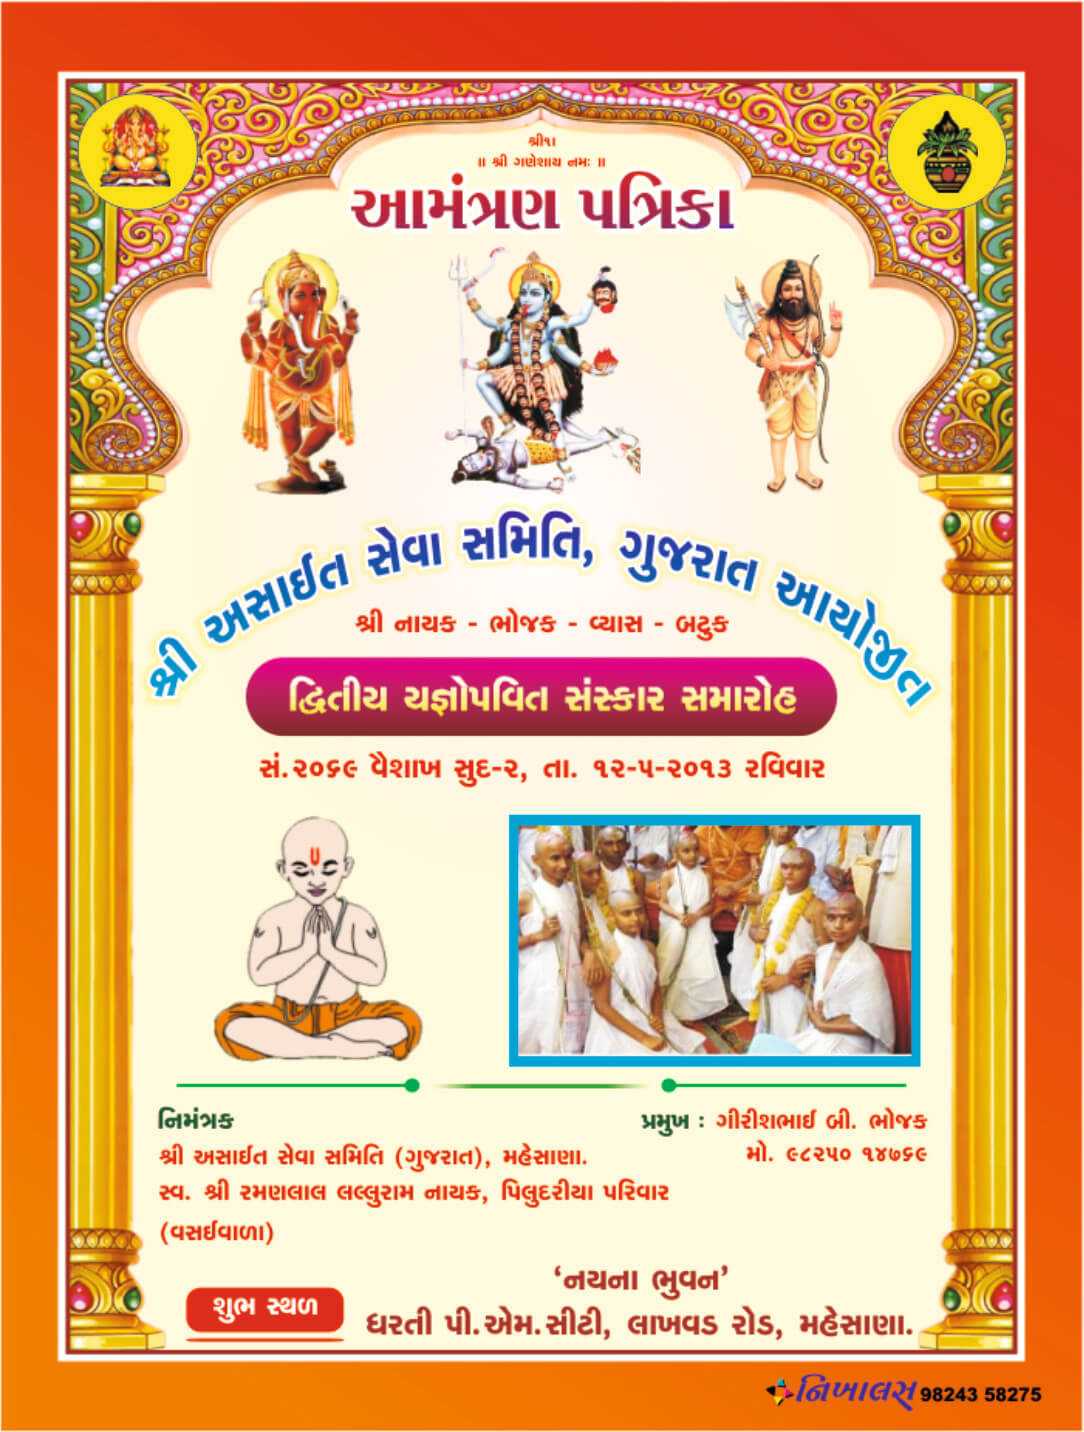 શ્રી૧ા
॥ શ્રી ગણેશાય નમઃ ॥
આમંત્રણ પત્રિકા
શ્રી અસાઈત સેવા સમિતિ, ગુજરાત આયોજીત
શ્રી નાયક - ભોજક - વ્યાસ - બટુક
દ્વિતીય યજ્ઞોપવિત સંસ્કાર સમારોહ
સં.૨૦૬૯ વૈશાખ સુદ-૨, તા. ૧૨-૫-૨૦૧૩ રવિવાર
નિમંત્રક
શ્રી અસાઈત સેવા સમિતિ (ગુજરાત), મહેસાણા.
સ્વ. શ્રી રમણલાલ લલ્લુરામ નાયક, પિલુદરીયા પરિવાર
(વસઈવાળા)
પ્રમુખ : ગીરીશભાઈ બી. ભોજક
મો. ૯૮૨૫૦ ૧૪૭૬૯
શુભ સ્થળ
‘નયના ભુવન’
ધરતી પી.એમ.સીટી, લાખવડ રોડ, મહેસાણા.
નિખાલસ 98243 58275